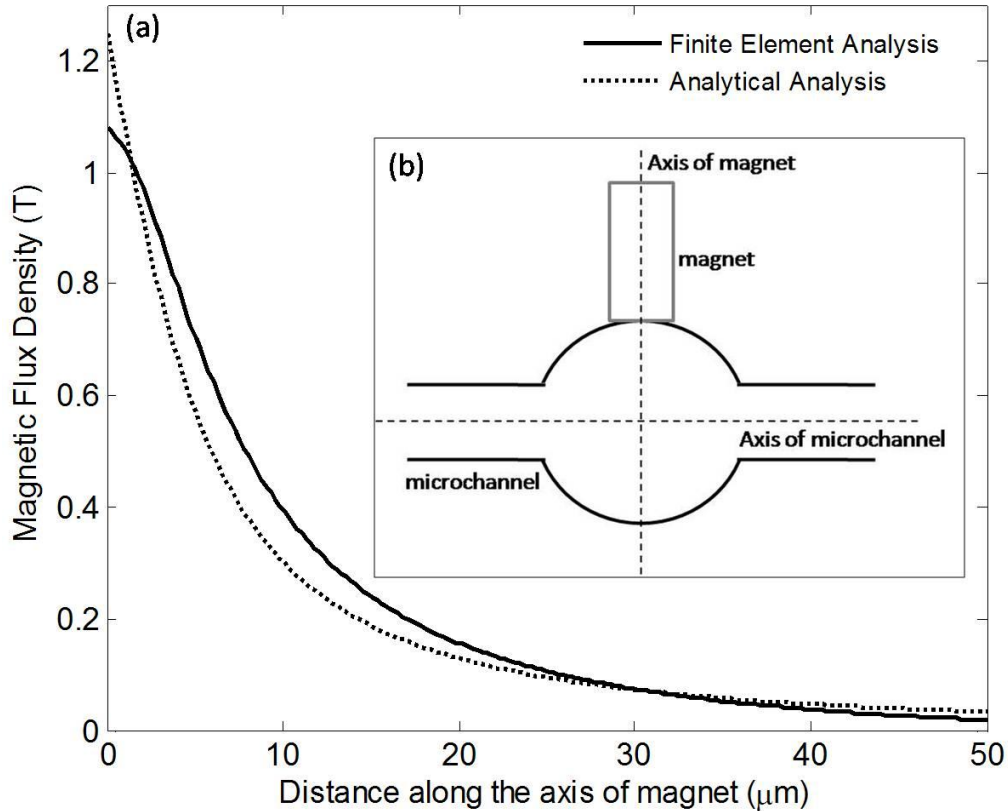 (a)
Finite Element Analysis
Analytical Analysis
(b)
Axis of magnet
magnet
Axis of microchannel
microchannel
Magnetic Flux Density (T)
1.2
1
0.8
0.6
0.4
0.2
0
0 10 20 30 40 50
Distance along the axis of magnet (μm)